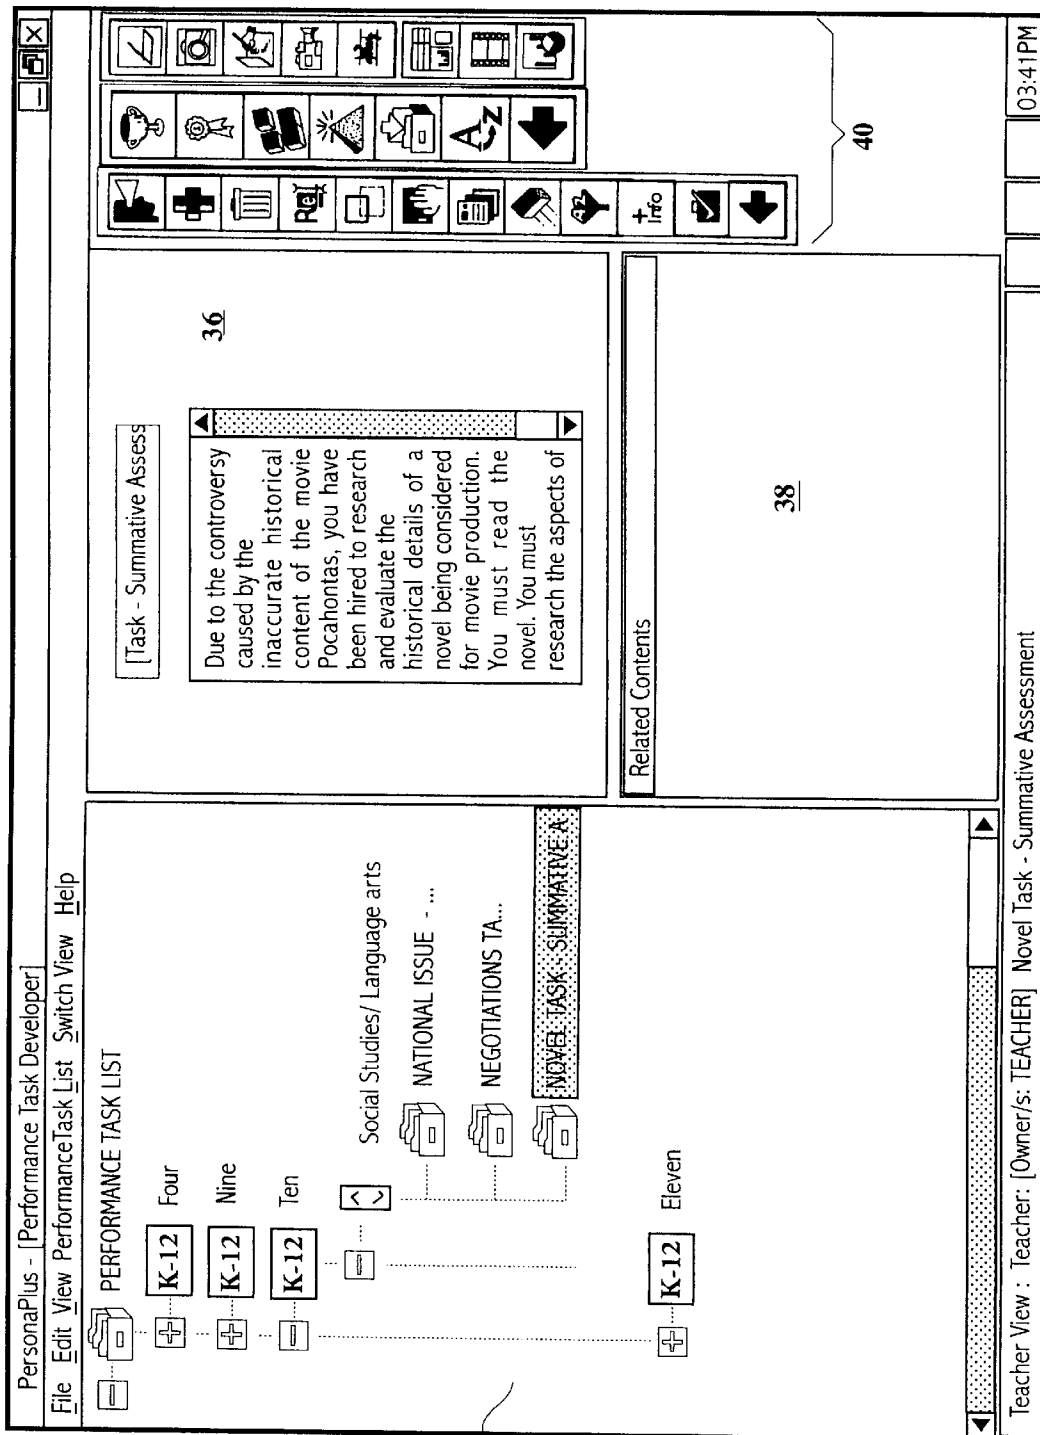 PersonaPlus - [Performance Task Developer]
File Edit View PerformanceTask List Switch View Help
PERFORMANCE TASK LIST
K-12 Four
K-12 Nine
K-12 Ten
Social Studies/ Language arts
NATIONAL ISSUE - ...
NEGOTIATIONS TA...
NOVEL TASK - SUMMATIVE A
K-12 Eleven
[Task - Summative Assess
Due to the controversy
caused by the
inaccurate historical
content of the movie
Pocahontas, you have
been hired to research
and evaluate the
historical details of a
novel being considered
for movie production.
You must read the
novel. You must
research the aspects of
36
Related Contents
38
Re
+
Info
A
Z
40
Teacher View : Teacher: [Owner/s: TEACHER] Novel Task - Summative Assessment
03:41PM